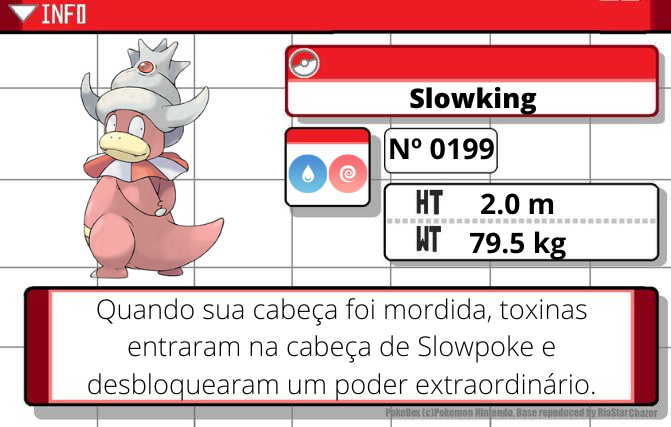 INFO
Slowking
Nº 0199
HT 2.0 m
WT 79.5 kg
Quando sua cabeça foi mordida, toxinas
entraram na cabeça de Slowpoke e
desbloquearam um poder extraordinário.
PokeDex (c)Pokemon Nintendo. Base reproduced by RiaStarChazer